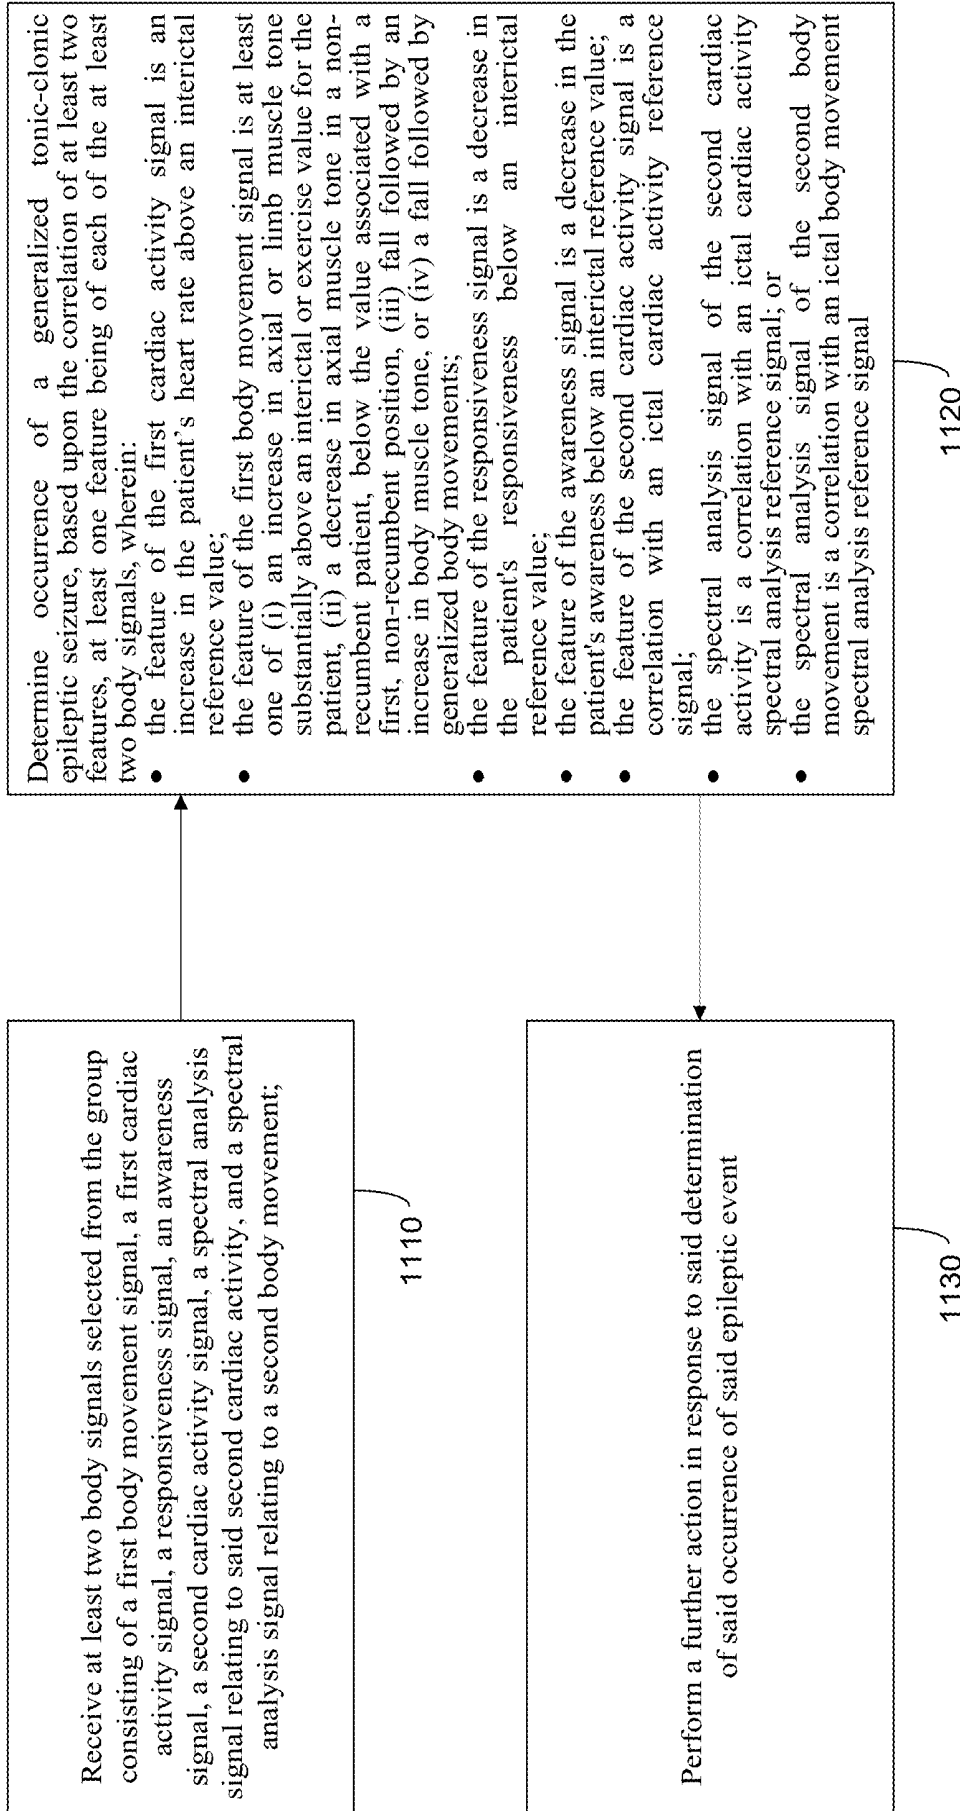 Receive at least two body signals selected from the group
consisting of a first body movement signal, a first cardiac
activity signal, a responsiveness signal, an awareness
signal, a second cardiac activity signal, a spectral analysis
signal relating to said second cardiac activity, and a spectral
analysis signal relating to a second body movement;
1110
Determine occurrence of a generalized tonic-clonic
epileptic seizure, based upon the correlation of at least two
features, at least one feature being of each of the at least
two body signals, wherein:
● the feature of the first cardiac activity signal is an
increase in the patient's heart rate above an interictal
reference value;
● the feature of the first body movement signal is at least
one of (i) an increase in axial or limb muscle tone
substantially above an interictal or exercise value for the
patient, (ii) a decrease in axial muscle tone in a non-
recumbent patient, below the value associated with a
first, non-recumbent position, (iii) fall followed by an
increase in body muscle tone, or (iv) a fall followed by
generalized body movements;
● the feature of the responsiveness signal is a decrease in
the patient's responsiveness below an interictal
reference value;
● the feature of the awareness signal is a decrease in the
patient's awareness below an interictal reference value;
● the feature of the second cardiac activity signal is a
correlation with an ictal cardiac activity reference
signal;
● the spectral analysis signal of the second cardiac
activity is a correlation with an ictal cardiac activity
spectral analysis reference signal; or
● the spectral analysis signal of the second body
movement is a correlation with an ictal body movement
spectral analysis reference signal
1120
Perform a further action in response to said determination
of said occurrence of said epileptic event
1130